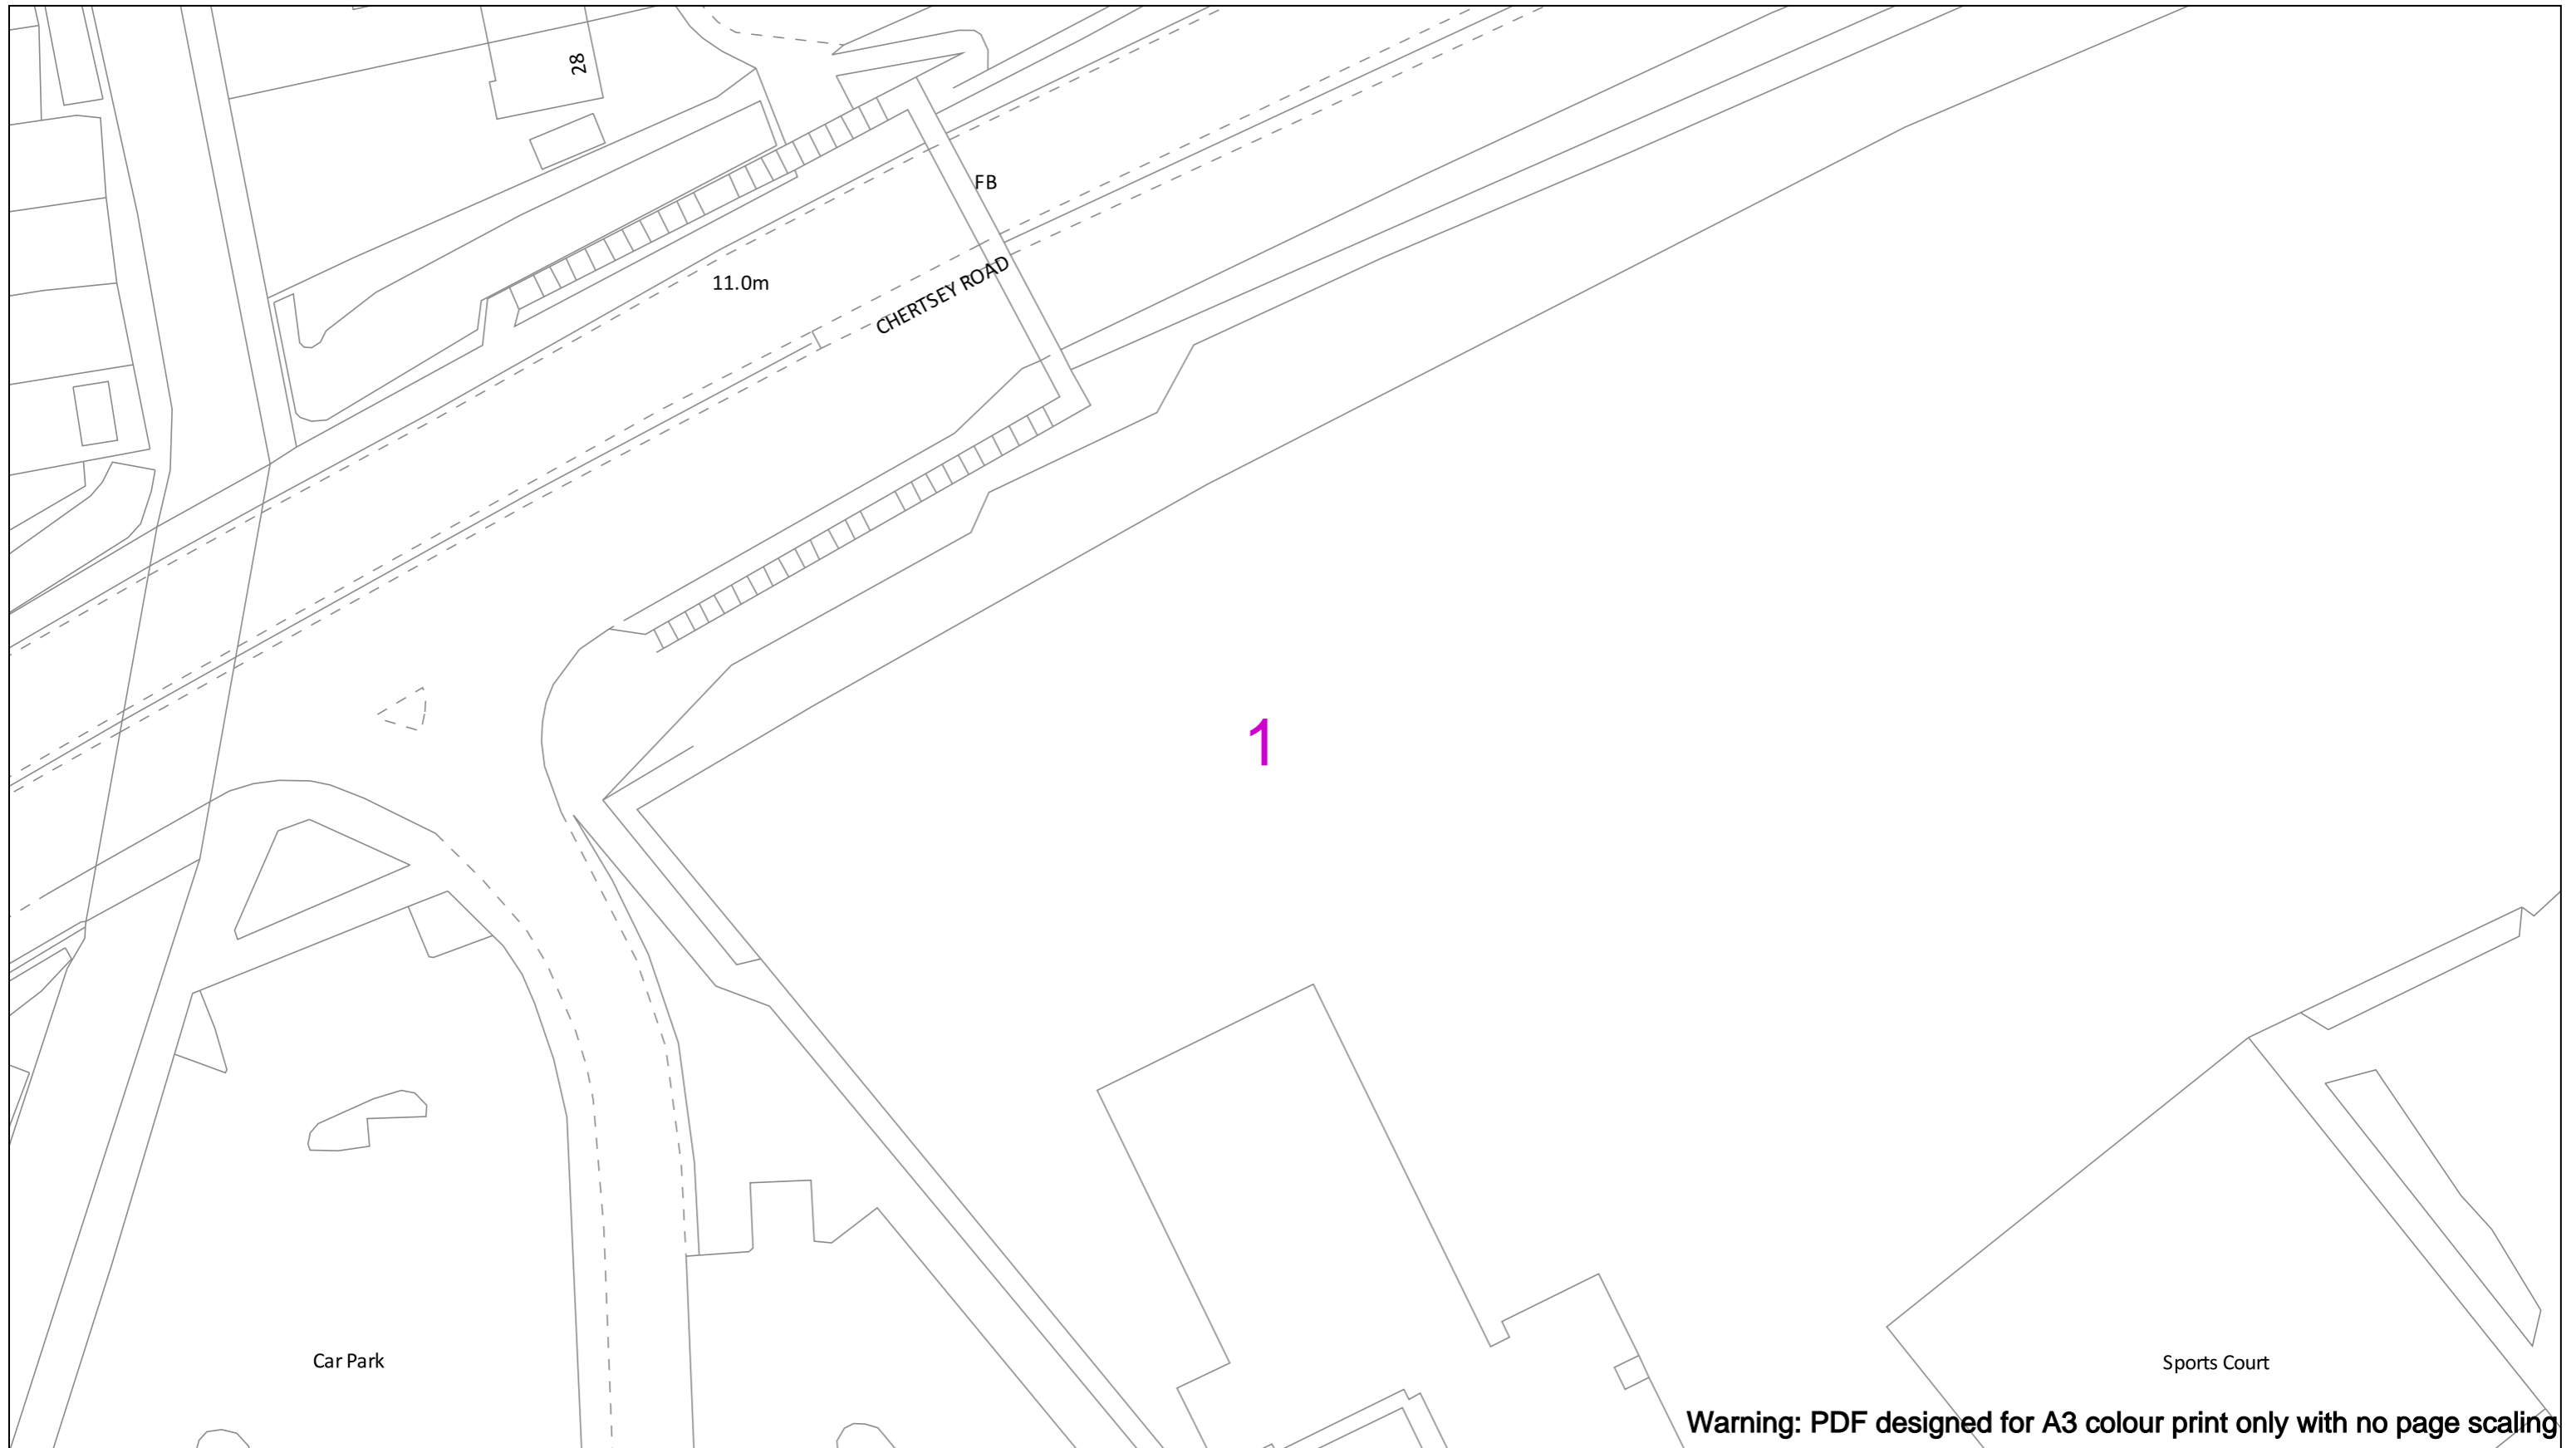 28
FB
11.0m
CHERTSEY ROAD
1
Car Park
Sports Court
Warning: PDF designed for A3 colour print only with no page scaling